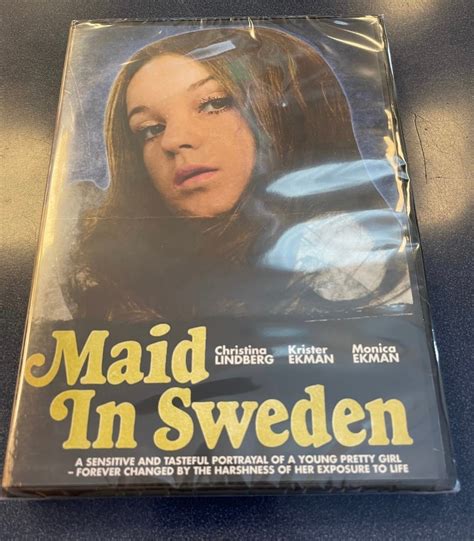 Maid
Christina Krister Monica
LINDBERG EKMAN EKMAN
In Sweden
A SENSITIVE AND TASTEFUL PORTRAYAL OF A YOUNG PRETTY GIRL
– FOREVER CHANGED BY THE HARSHNESS OF HER EXPOSURE TO LIFE